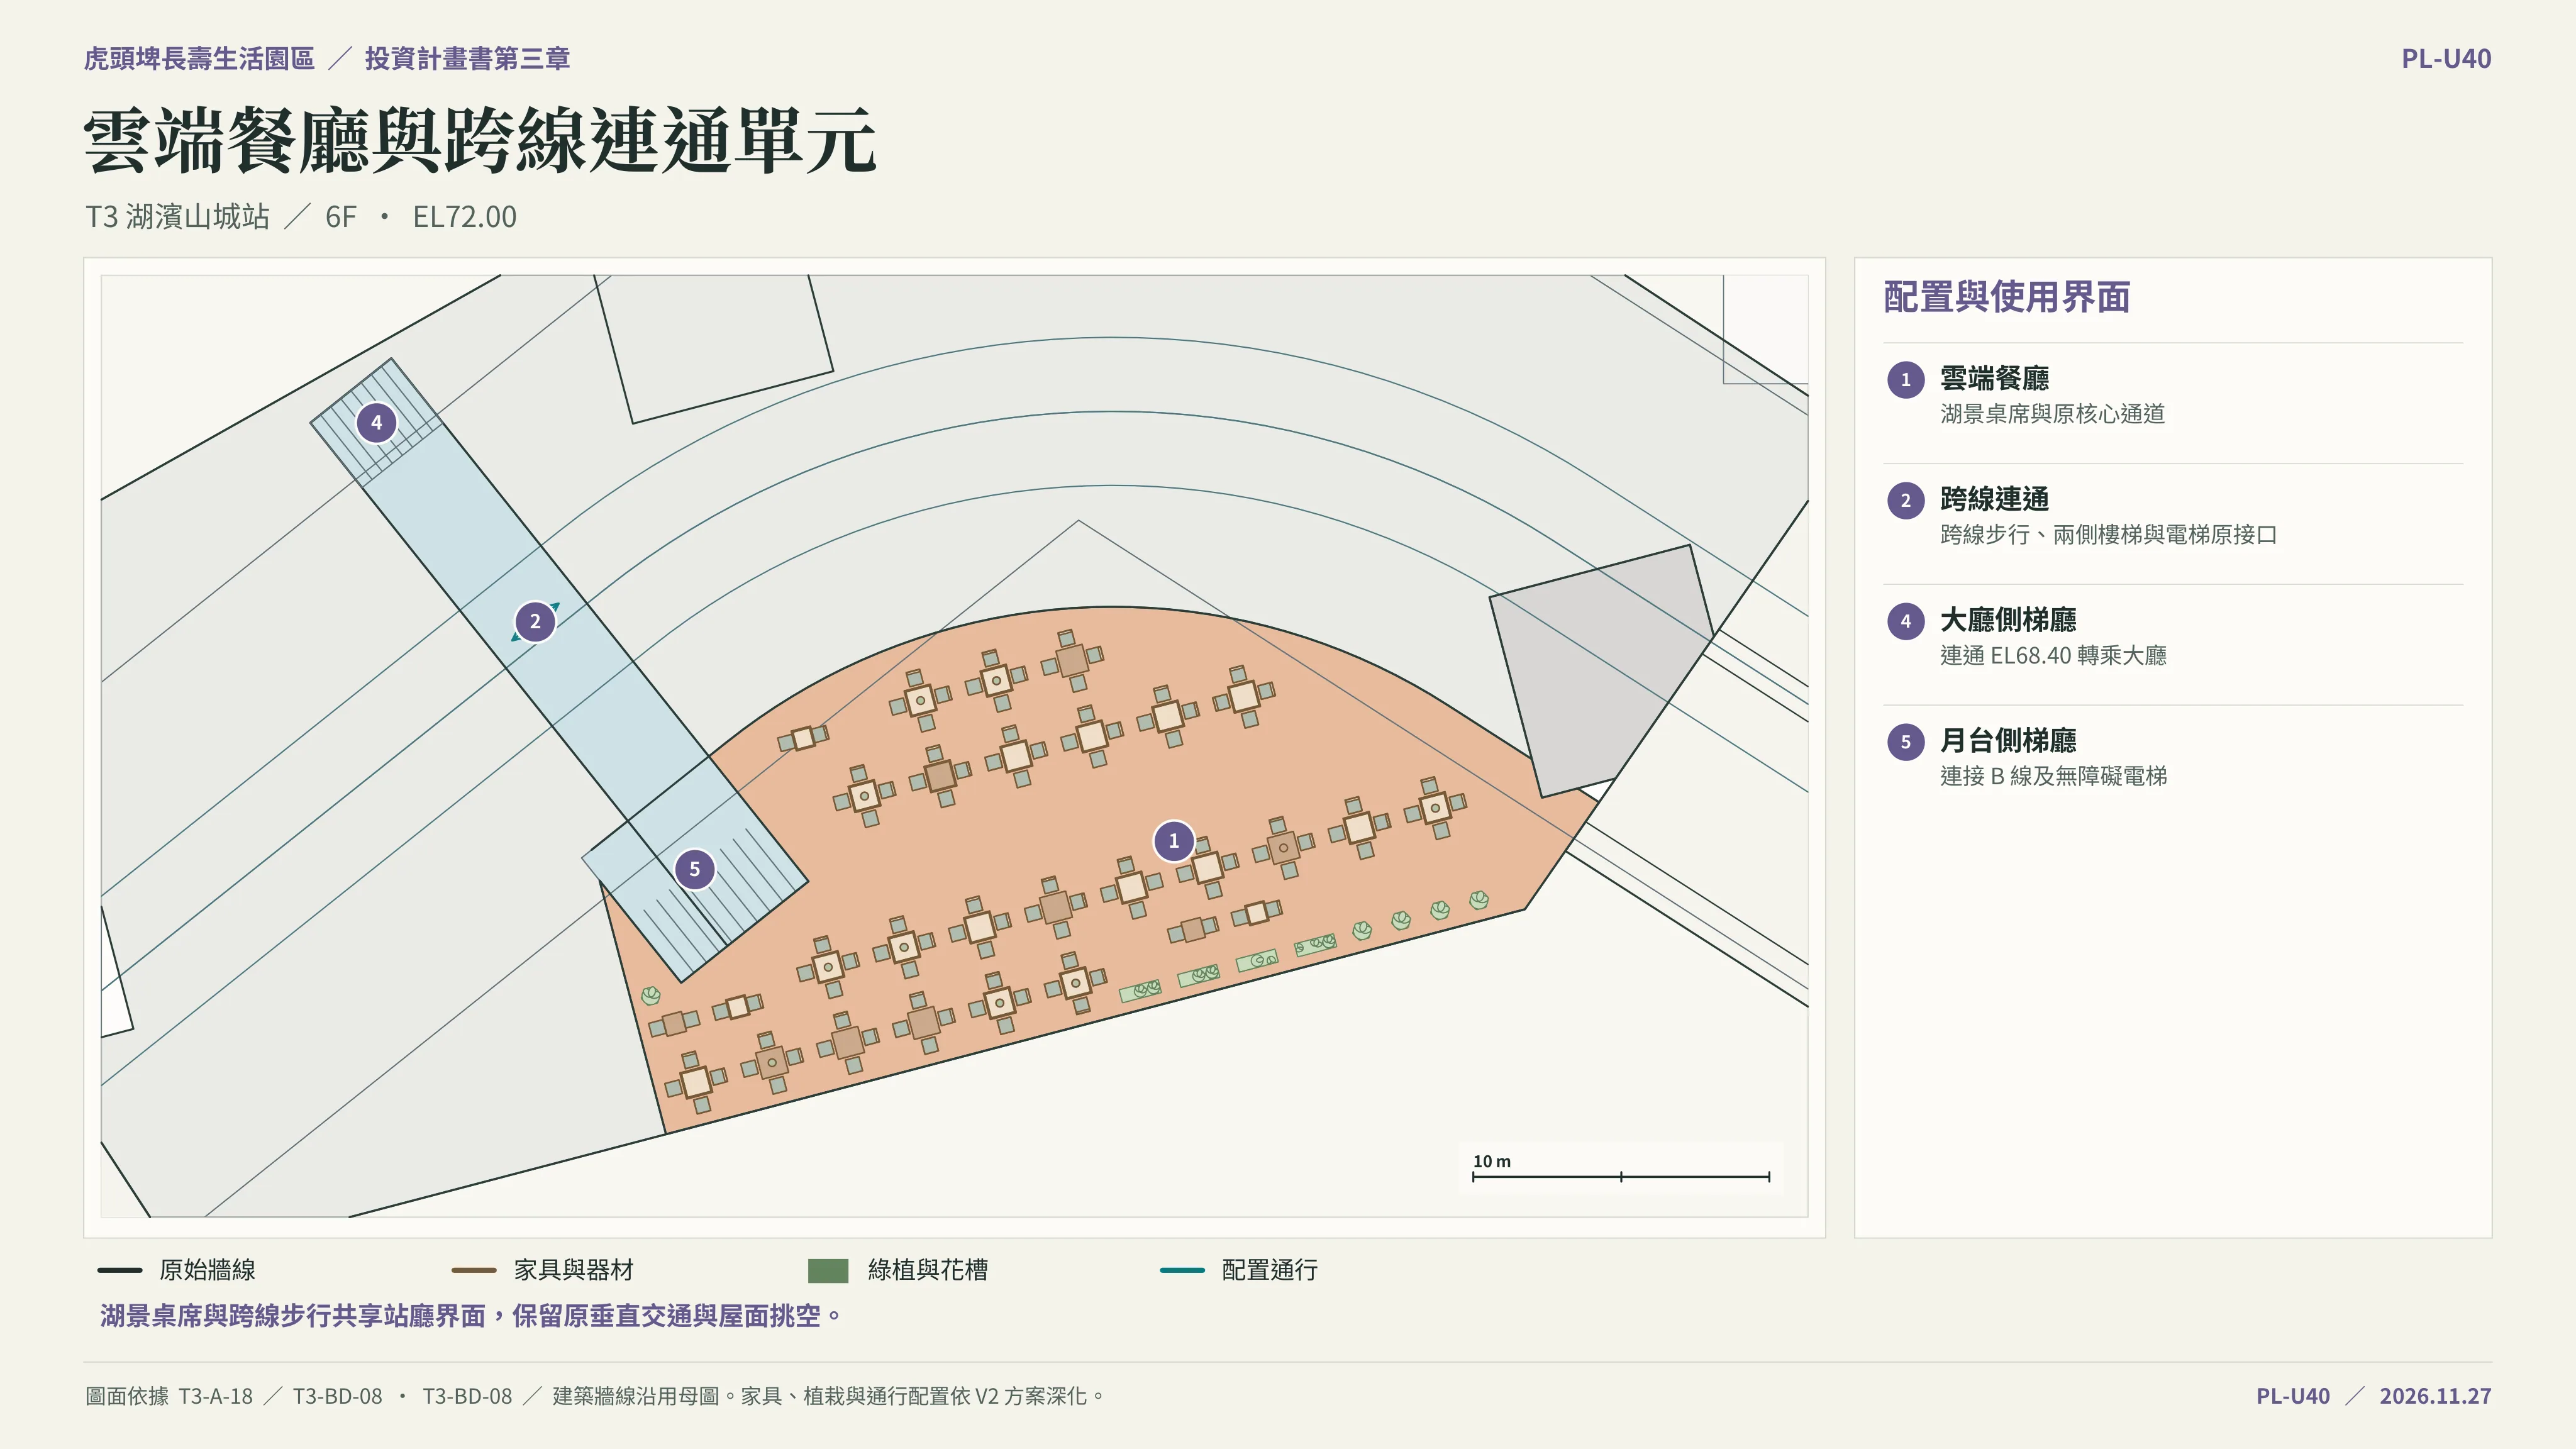 虎頭埤長壽生活園區 ／ 投資計畫書第三章
PL-U40
雲端餐廳與跨線連通單元
T3 湖濱山城站 ／ 6F ・ EL72.00
4
2
5
1
10 m
配置與使用界面
1 雲端餐廳
湖景桌席與原核心通道
2 跨線連通
跨線步行、兩側樓梯與電梯原接口
4 大廳側梯廳
連通 EL68.40 轉乘大廳
5 月台側梯廳
連接 B 線及無障礙電梯
原始牆線
家具與器材
綠植與花槽
配置通行
湖景桌席與跨線步行共享站廳界面，保留原垂直交通與屋面挑空。
圖面依據 T3-A-18 ／ T3-BD-08 ・ T3-BD-08 ／ 建築牆線沿用母圖。家具、植栽與通行配置依 V2 方案深化。
PL-U40 ／ 2026.11.27